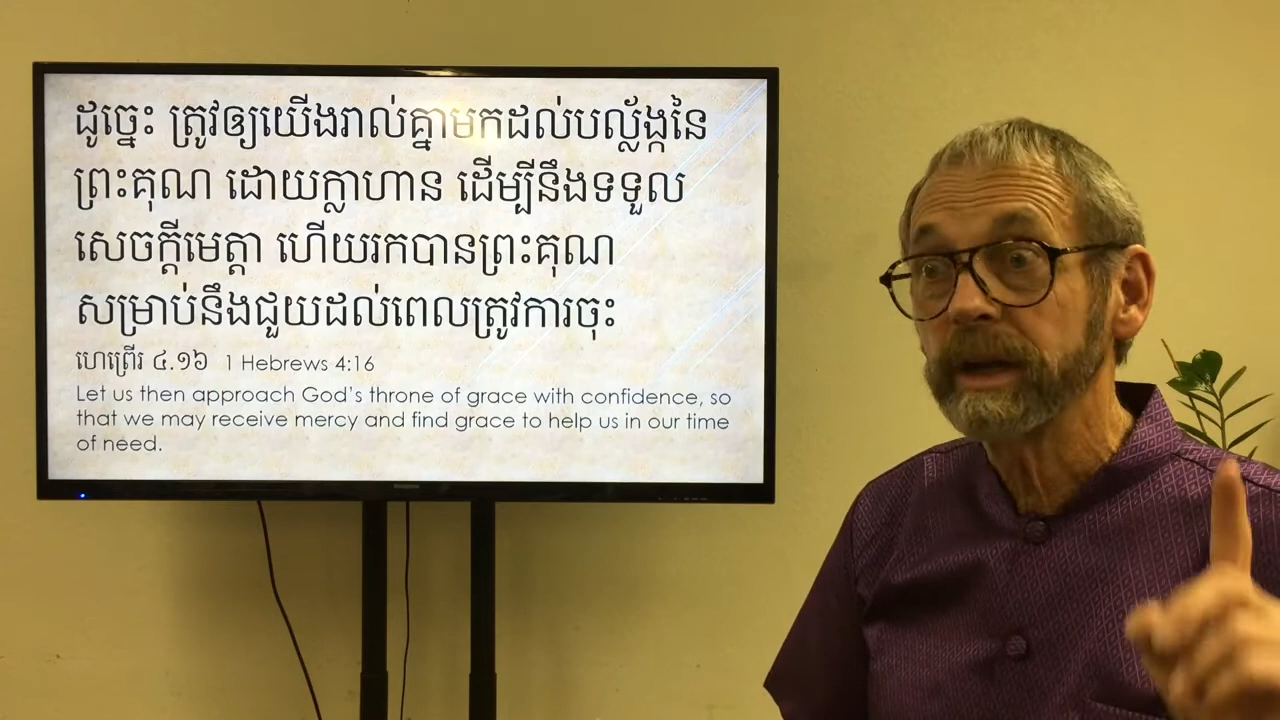 ដូច្នេះ ត្រូវឲ្យយើងរាល់គ្នាមកដល់បល្ល័ង្កនៃ
ព្រះគុណ ដោយក្លាហាន ដើម្បីនឹងទទួល
សេចក្ដីមេត្តា ហើយរកបានព្រះគុណ
សម្រាប់នឹងជួយដល់ពេលត្រូវការចុះ
ហេព្រើរ ៤.១៦ 1 Hebrews 4:16
Let us then approach God's throne of grace with confidence, so
that we may receive mercy and find grace to help us in our time
of need.